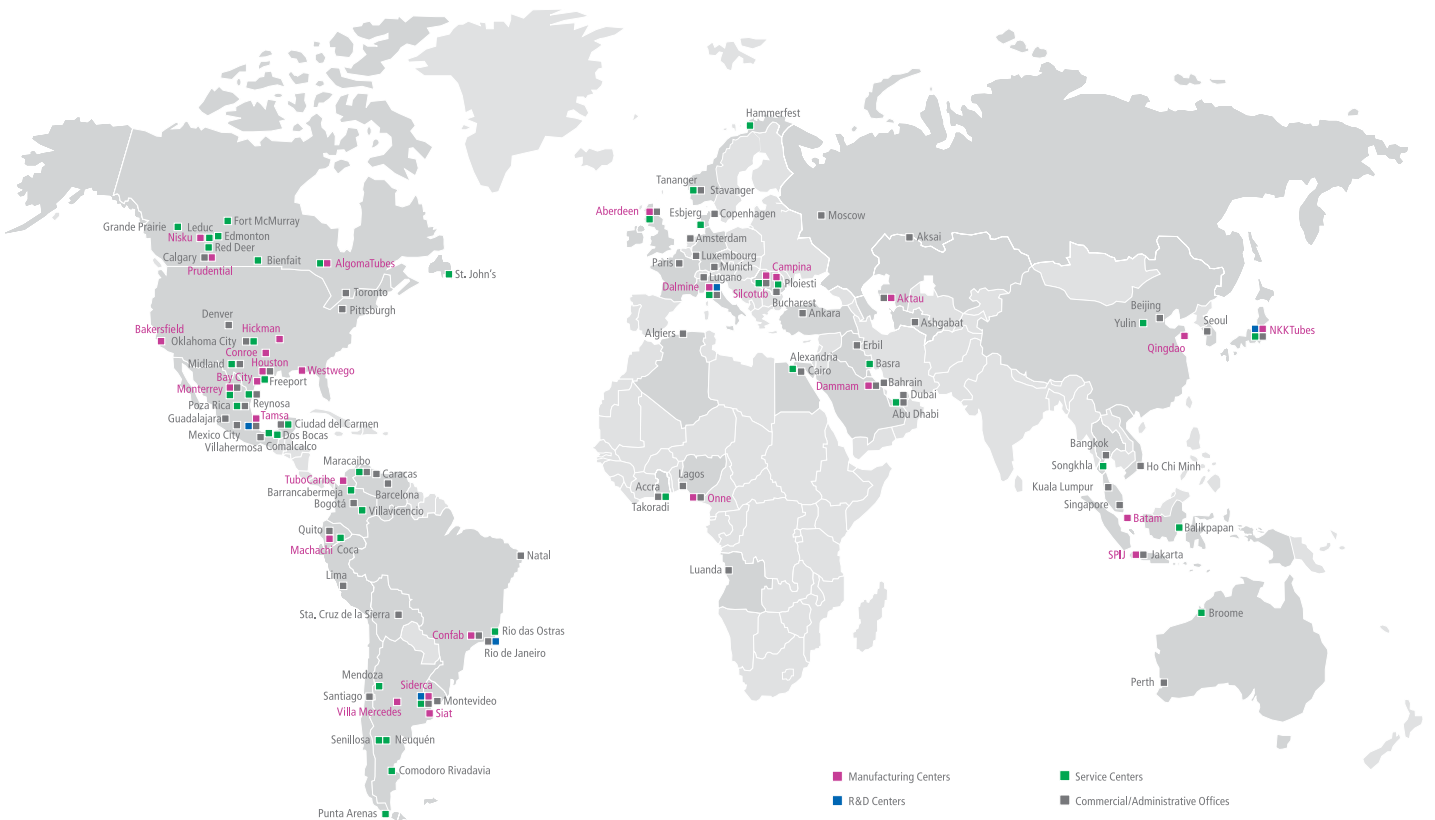 Hammerfest
Tananger
Stavanger
Aberdeen
Esbjerg
Copenhagen
Moscow
Amsterdam
Aksai
Luxembourg
Paris
Munich
Lugano
Campina
Dalmine
Silcotub
Ploiesti
Bucharest
Ankara
Aktau
Ashgabat
Algiers
Erbil
Alexandria
Cairo
Basra
Dammam
Bahrain
Dubai
Abu Dhabi
Beijing
Yulin
Seoul
NKKTubes
Qingdao
Fort McMurray
Grande Prairie
Leduc
Nisku
Edmonton
Red Deer
Calgary
Bienfait
AlgomaTubes
Prudential
St. John's
Toronto
Pittsburgh
Denver
Bakersfield
Hickman
Oklahoma City
Conroe
Midland
Houston
Westwego
Bay City
Freeport
Monterrey
Poza Rica
Reynosa
Guadalajara
Tamsa
Ciudad del Carmen
Mexico City
Dos Bocas
Villahermosa
Comalcalco
Maracaibo
Caracas
TuboCaribe
Barcelona
Barrancabermeja
Bogotá
Villavicencio
Quito
Machachi
Coca
Natal
Lima
Sta. Cruz de la Sierra
Confab
Rio das Ostras
Rio de Janeiro
Mendoza
Siderca
Santiago
Montevideo
Villa Mercedes
Siat
Senillosa
Neuquén
Comodoro Rivadavia
Punta Arenas
Lagos
Accra
Takoradi
Onne
Luanda
Bangkok
Songkhla
Ho Chi Minh
Kuala Lumpur
Singapore
Batam
Balikpapan
SPIJ
Jakarta
Broome
Perth
Manufacturing Centers
Service Centers
R&D Centers
Commercial/Administrative Offices